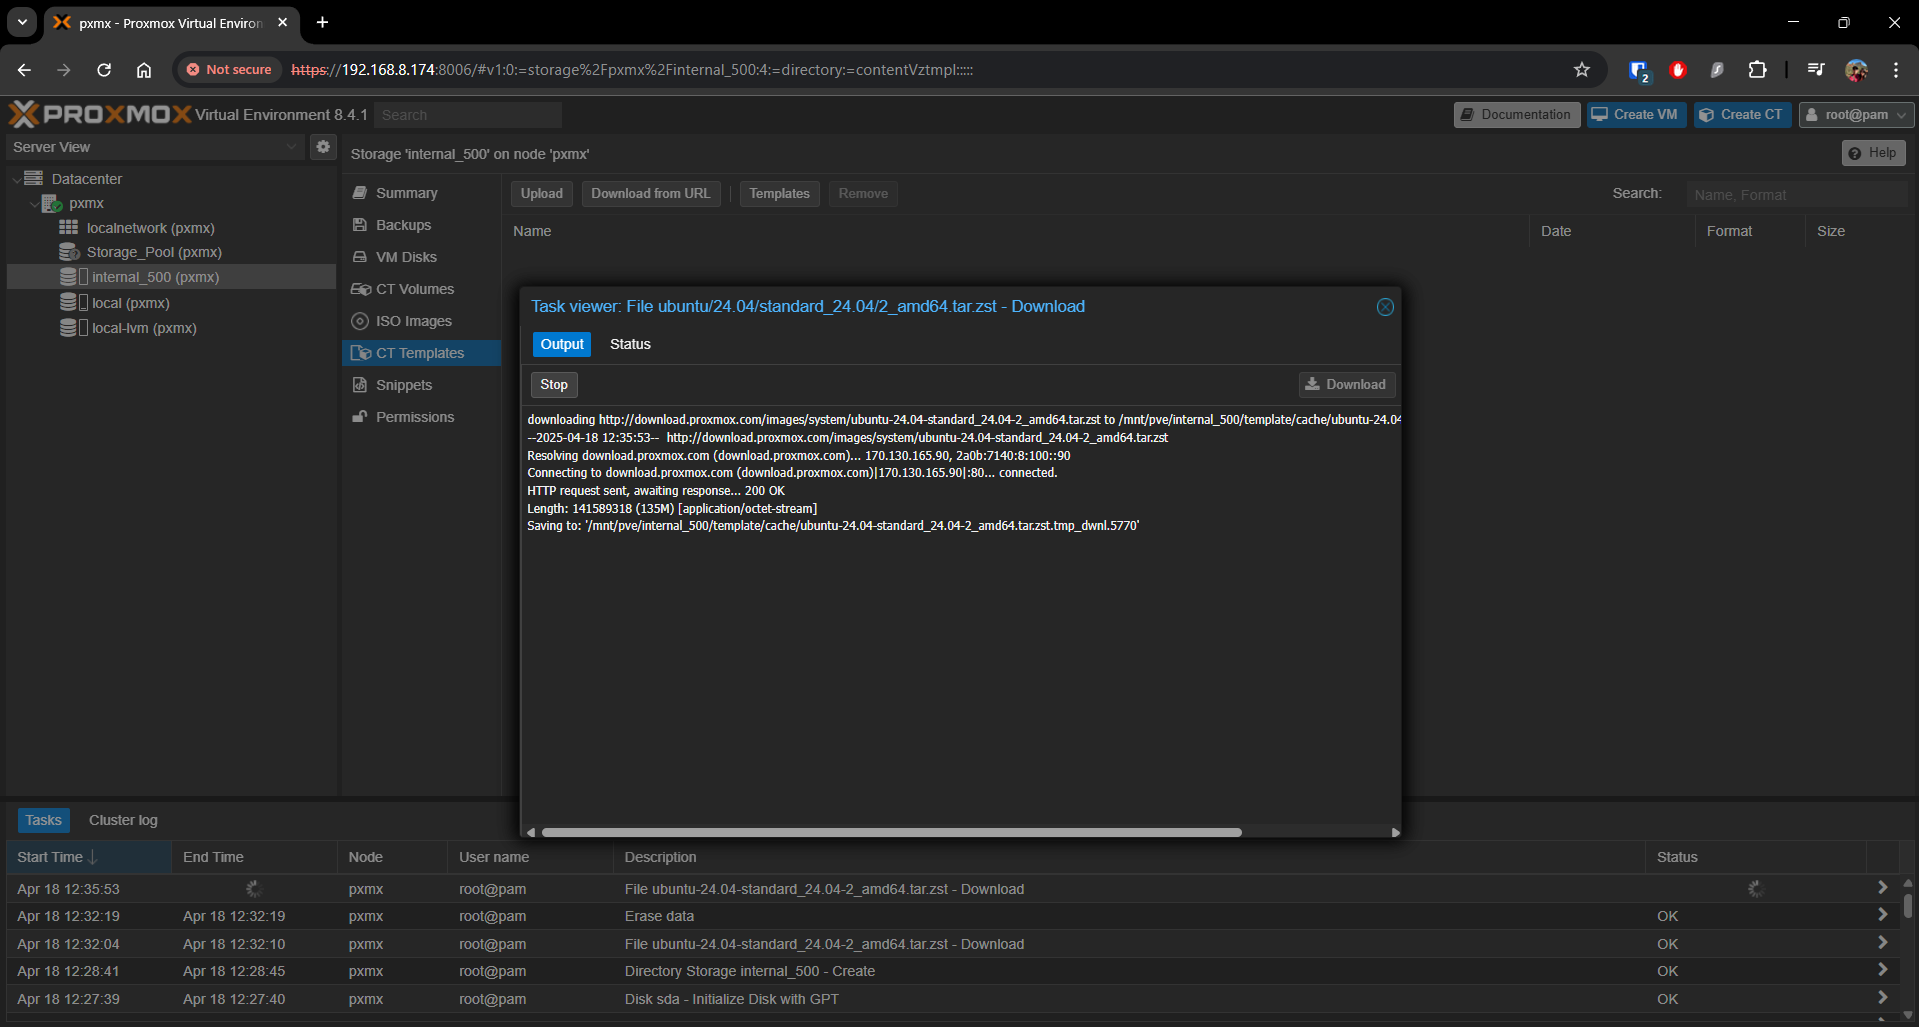 pxmx - Proxmox Virtual Environ
Not secure
https://192.168.8.174:8006/#v1:0:=storage%2Fpxmx%2Finternal_500:4:=directory:=contentVztmpl:::::
2
PROXMOX Virtual Environment 8.4.1
Search
Documentation
Create VM
Create CT
root@pam
Server View
Storage 'internal_500' on node 'pxmx'
Help
Datacenter
pxmx
localnetwork (pxmx)
Storage_Pool (pxmx)
internal_500 (pxmx)
local (pxmx)
local-lvm (pxmx)
Summary
Backups
VM Disks
CT Volumes
ISO Images
CT Templates
Snippets
Permissions
Upload
Download from URL
Templates
Remove
Search:
Name, Format
Name
Date
Format
Size
Task viewer: File ubuntu/24.04/standard_24.04/2_amd64.tar.zst - Download
Output
Status
Stop
Download
downloading http://download.proxmox.com/images/system/ubuntu-24.04-standard_24.04-2_amd64.tar.zst to /mnt/pve/internal_500/template/cache/ubuntu-24.04
--2025-04-18 12:35:53-- http://download.proxmox.com/images/system/ubuntu-24.04-standard_24.04-2_amd64.tar.zst
Resolving download.proxmox.com (download.proxmox.com)... 170.130.165.90, 2a0b:7140:8:100::90
Connecting to download.proxmox.com (download.proxmox.com)|170.130.165.90|:80... connected.
HTTP request sent, awaiting response... 200 OK
Length: 141589318 (135M) [application/octet-stream]
Saving to: '/mnt/pve/internal_500/template/cache/ubuntu-24.04-standard_24.04-2_amd64.tar.zst.tmp_dwnl.5770'
Tasks
Cluster log
Start Time
End Time
Node
User name
Description
Status
Apr 18 12:35:53 pxmx root@pam File ubuntu-24.04-standard_24.04-2_amd64.tar.zst - Download
Apr 18 12:32:19 Apr 18 12:32:19 pxmx root@pam Erase data OK
Apr 18 12:32:04 Apr 18 12:32:10 pxmx root@pam File ubuntu-24.04-standard_24.04-2_amd64.tar.zst - Download OK
Apr 18 12:28:41 Apr 18 12:28:45 pxmx root@pam Directory Storage internal_500 - Create OK
Apr 18 12:27:39 Apr 18 12:27:40 pxmx root@pam Disk sda - Initialize Disk with GPT OK